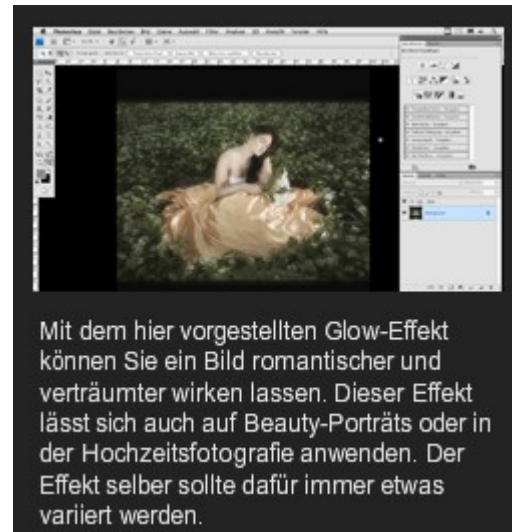 Mit dem hier vorgestellten Glow-Effekt
können Sie ein Bild romantischer und
verträumter wirken lassen. Dieser Effekt
lässt sich auch auf Beauty-Porträts oder in
der Hochzeitsfotografie anwenden. Der
Effekt selber sollte dafür immer etwas
variiert werden.